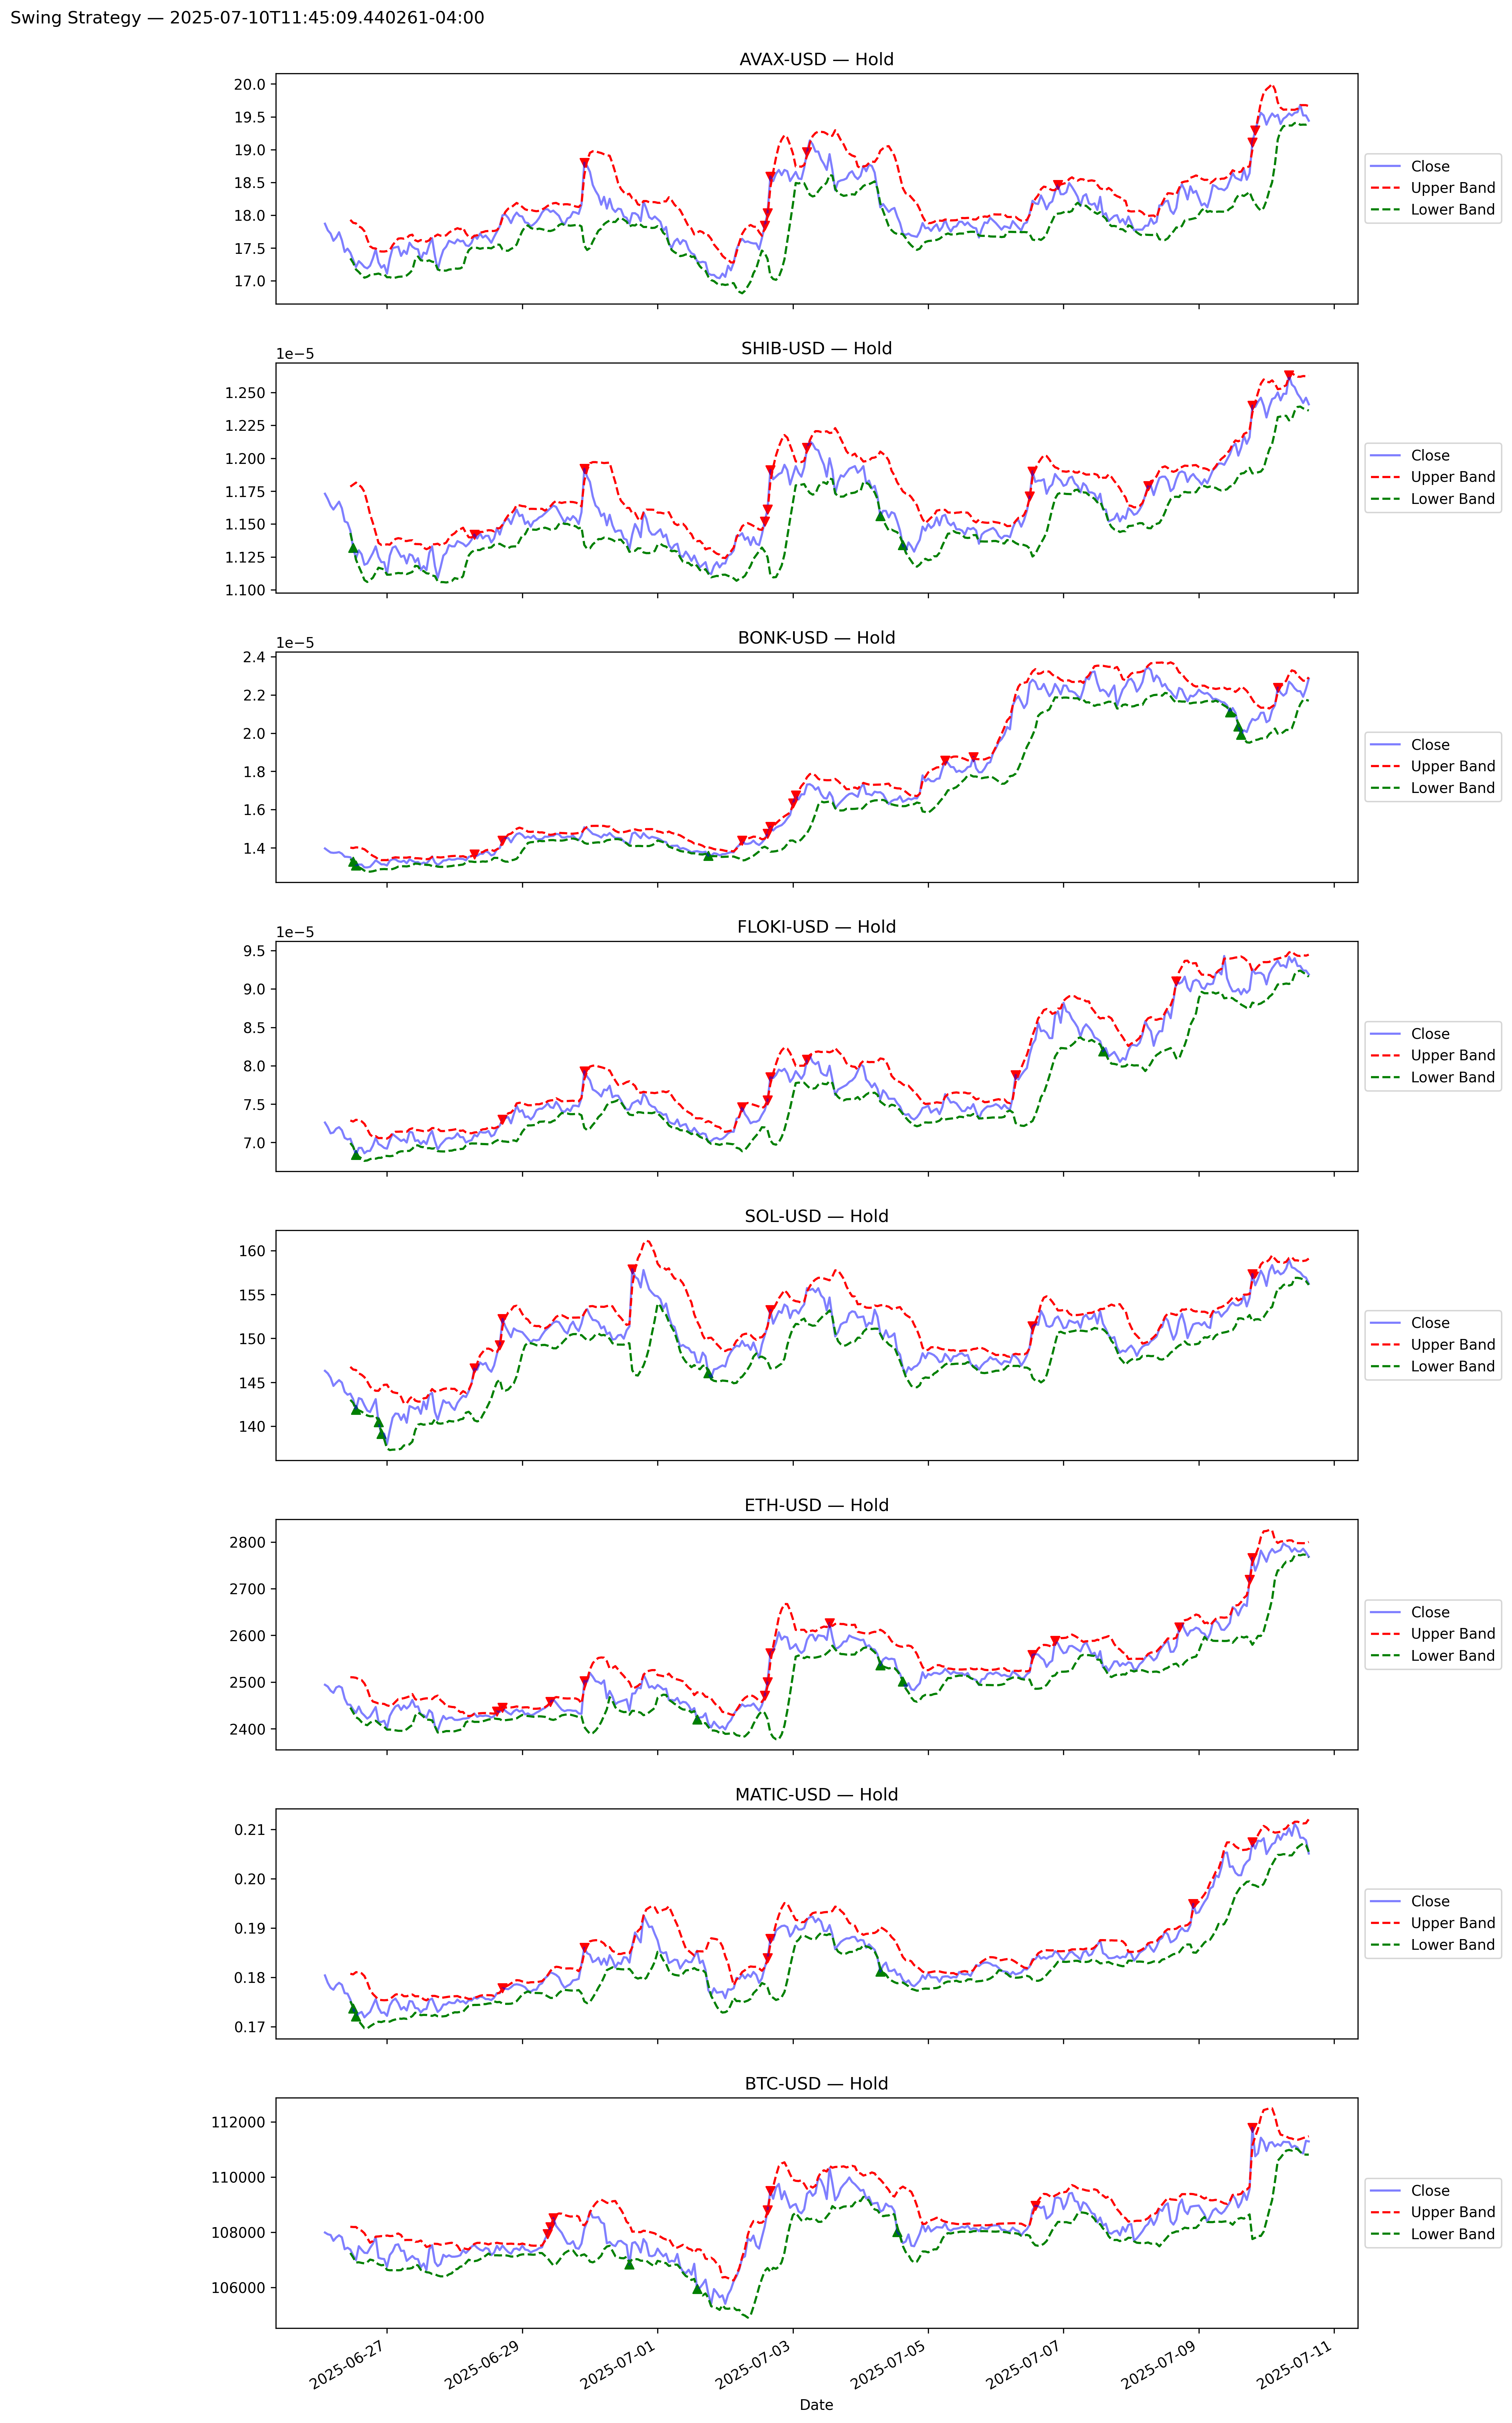 Swing Strategy — 2025-07-10T11:45:09.440261-04:00
AVAX-USD — Hold
20.0
19.5
19.0
18.5
18.0
17.5
17.0
Close
Upper Band
Lower Band
SHIB-USD — Hold
1e−5
1.250
1.225
1.200
1.175
1.150
1.125
1.100
Close
Upper Band
Lower Band
BONK-USD — Hold
1e−5
2.4
2.2
2.0
1.8
1.6
1.4
Close
Upper Band
Lower Band
FLOKI-USD — Hold
1e−5
9.5
9.0
8.5
8.0
7.5
7.0
Close
Upper Band
Lower Band
SOL-USD — Hold
160
155
150
145
140
Close
Upper Band
Lower Band
ETH-USD — Hold
2800
2700
2600
2500
2400
Close
Upper Band
Lower Band
MATIC-USD — Hold
0.21
0.20
0.19
0.18
0.17
Close
Upper Band
Lower Band
BTC-USD — Hold
112000
110000
108000
106000
Close
Upper Band
Lower Band
2025-06-27
2025-06-29
2025-07-01
2025-07-03
2025-07-05
2025-07-07
2025-07-09
2025-07-11
Date